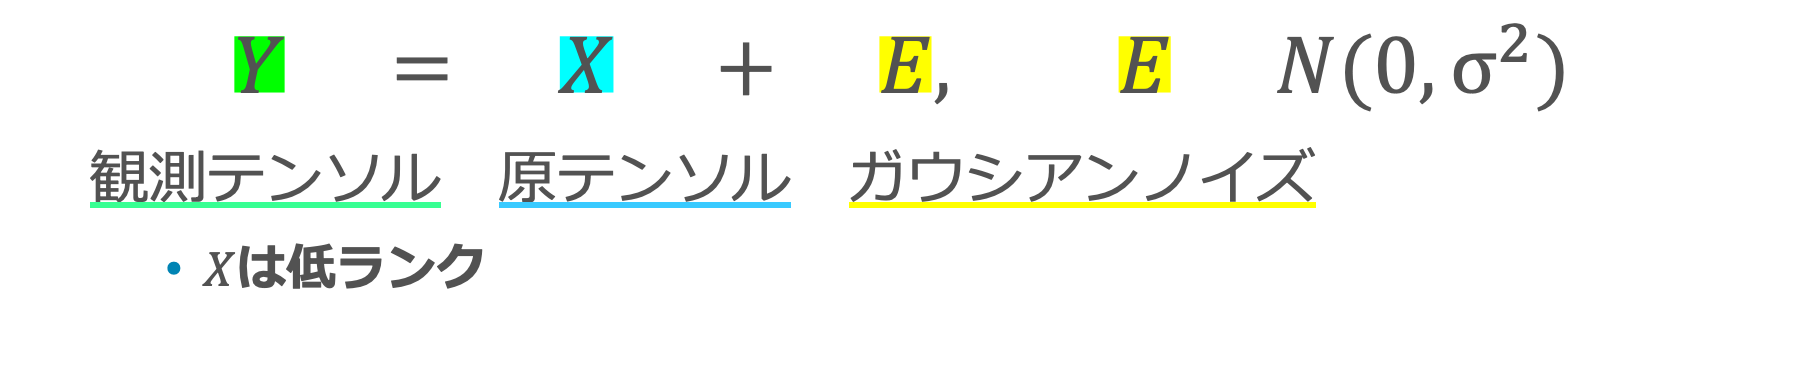 Y = X + E, E N(0, σ²)
観測テンソル 原テンソル ガウシアンノイズ
• Xは低ランク